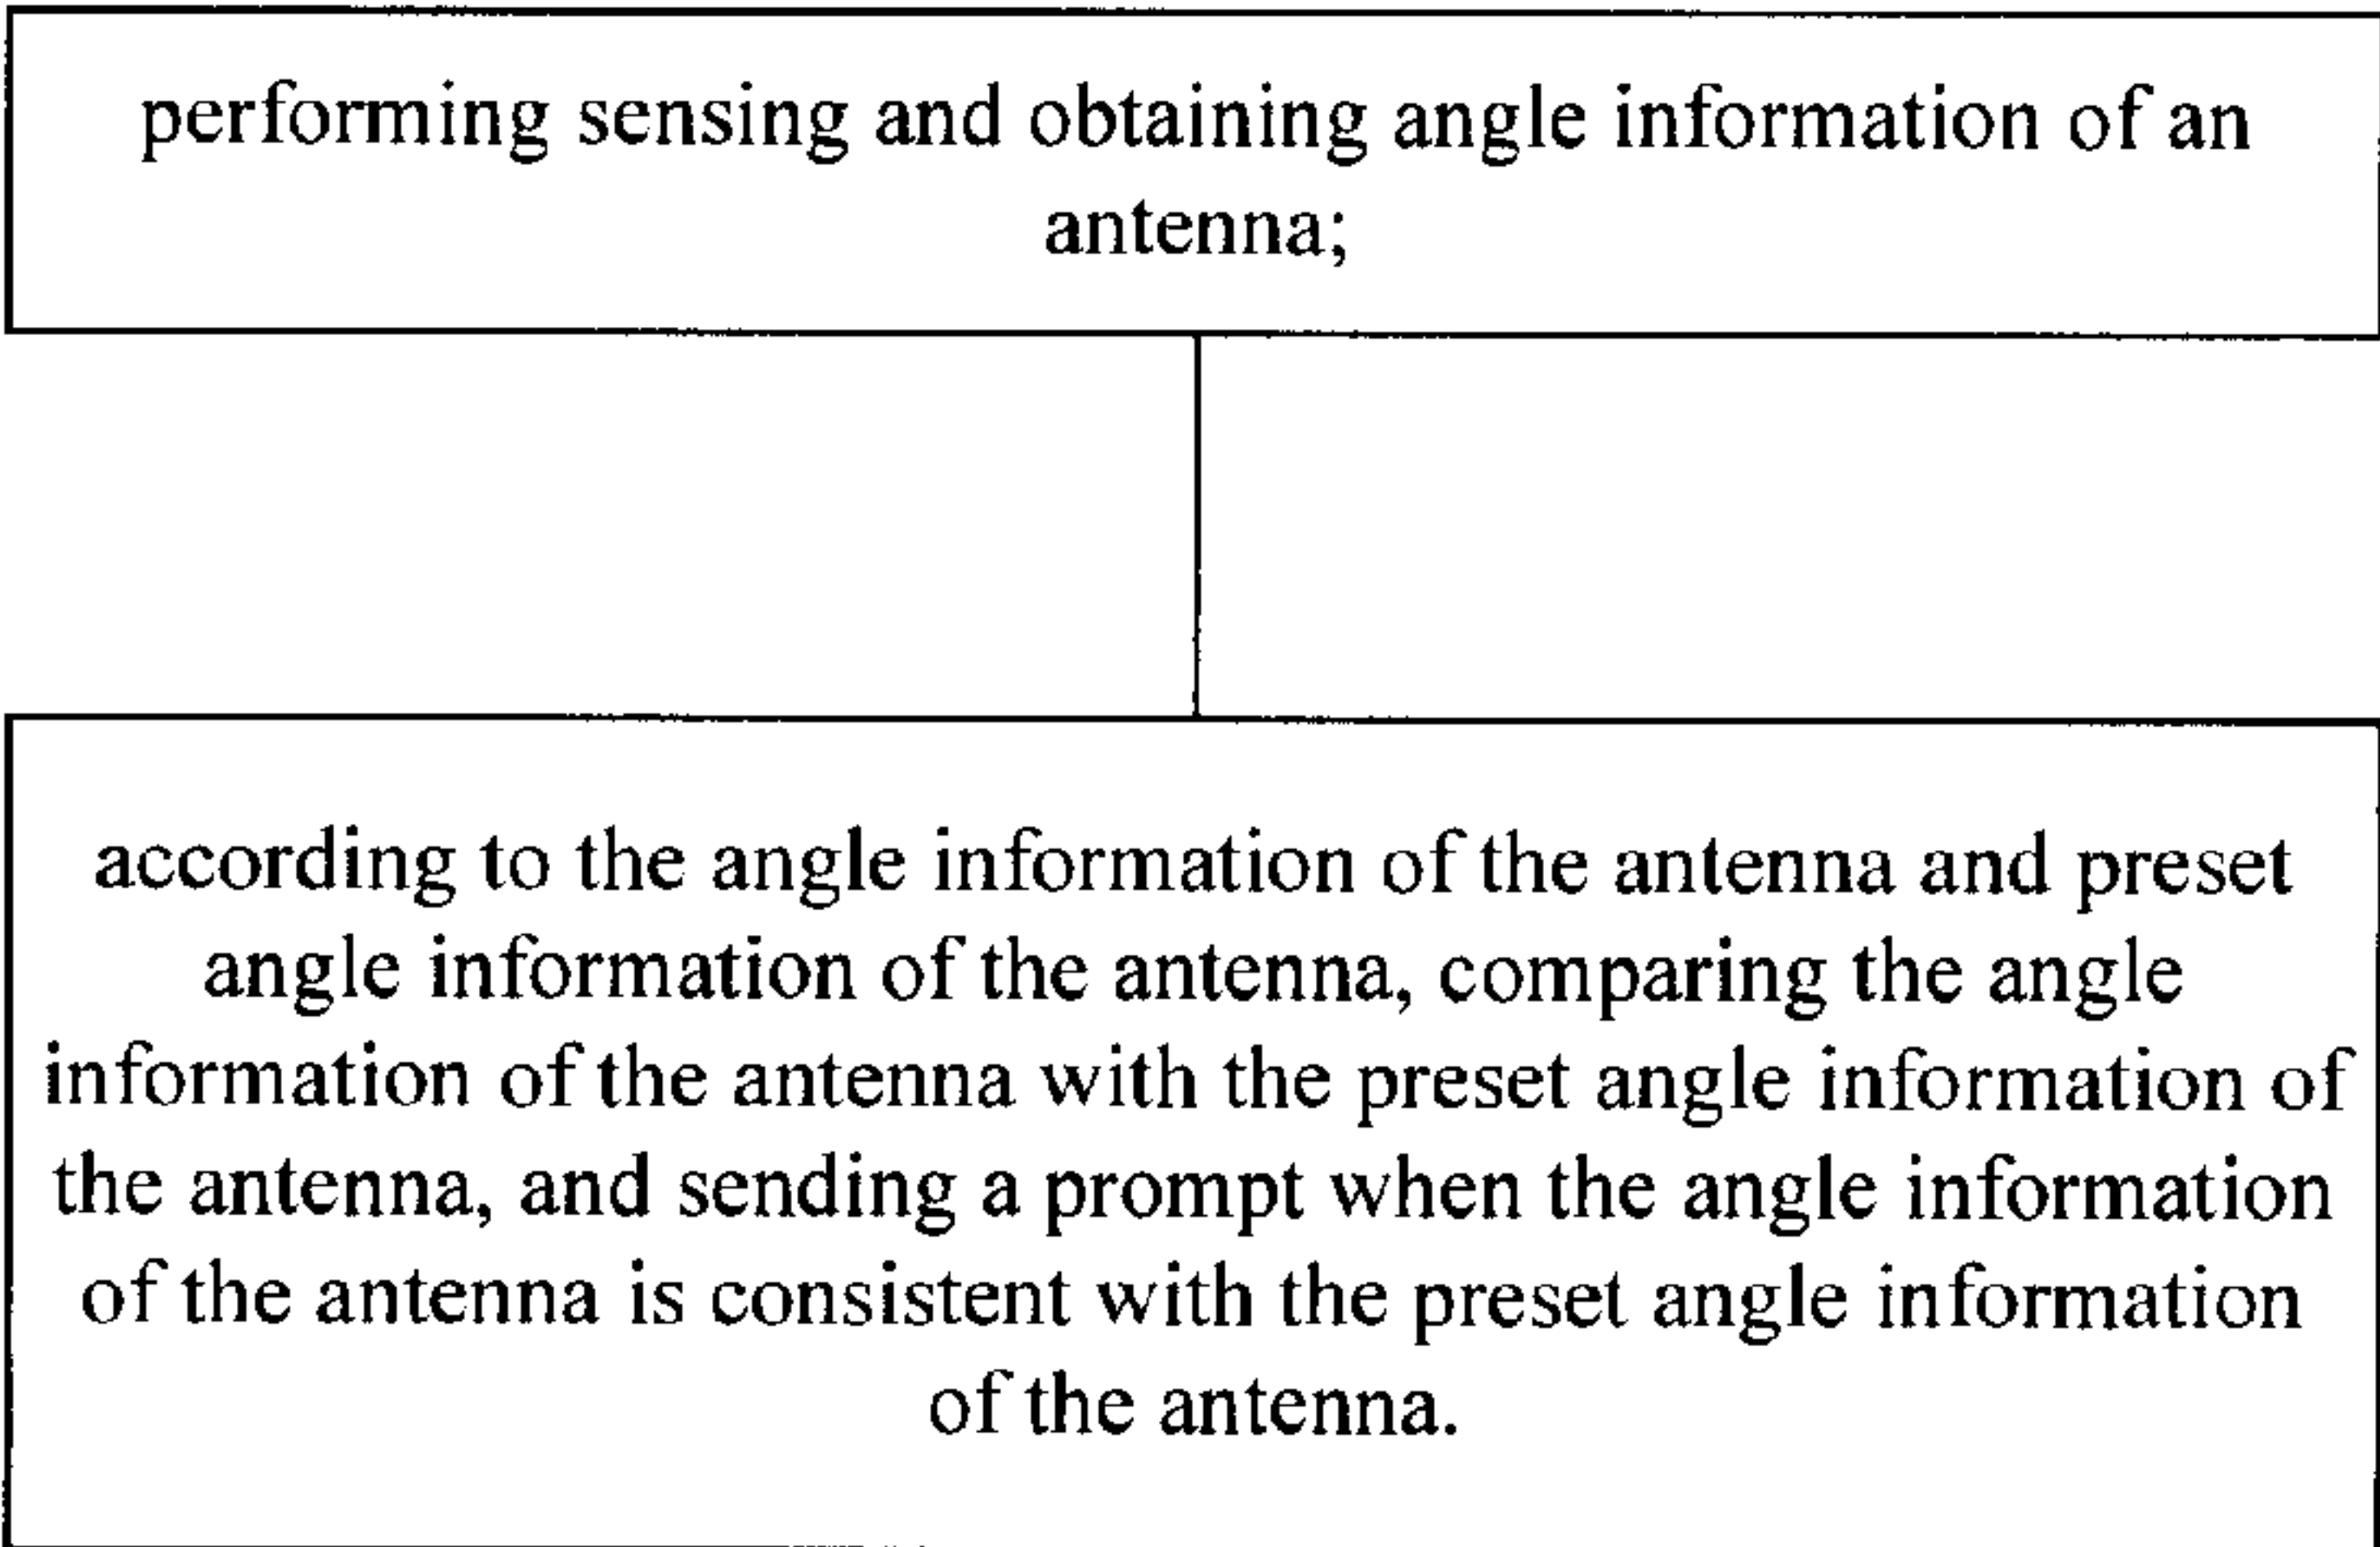 performing sensing and obtaining angle information of an
antenna;
according to the angle information of the antenna and preset
angle information of the antenna, comparing the angle
information of the antenna with the preset angle information of
the antenna, and sending a prompt when the angle information
of the antenna is consistent with the preset angle information
of the antenna.